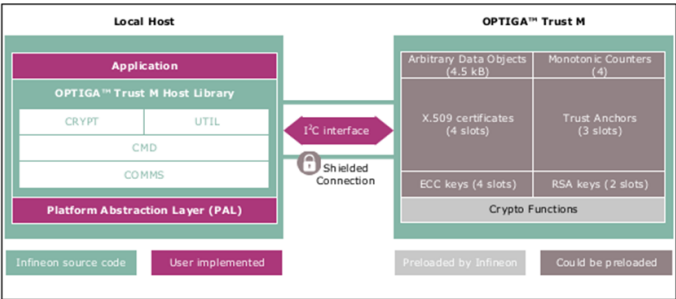 Local Host
OPTIGA™ Trust M
Application
OPTIGA™ Trust M Host Library
CRYPT
UTIL
CMD
COMMS
Platform Abstraction Layer (PAL)
I²C interface
Shielded
Connection
Arbitrary Data Objects
(4.5 kB)
Monotonic Counters
(4)
X.509 certificates
(4 slots)
Trust Anchors
(3 slots)
ECC keys (4 slots)
RSA keys (2 slots)
Crypto Functions
Infineon source code
User implemented
Preloaded by Infineon
Could be preloaded